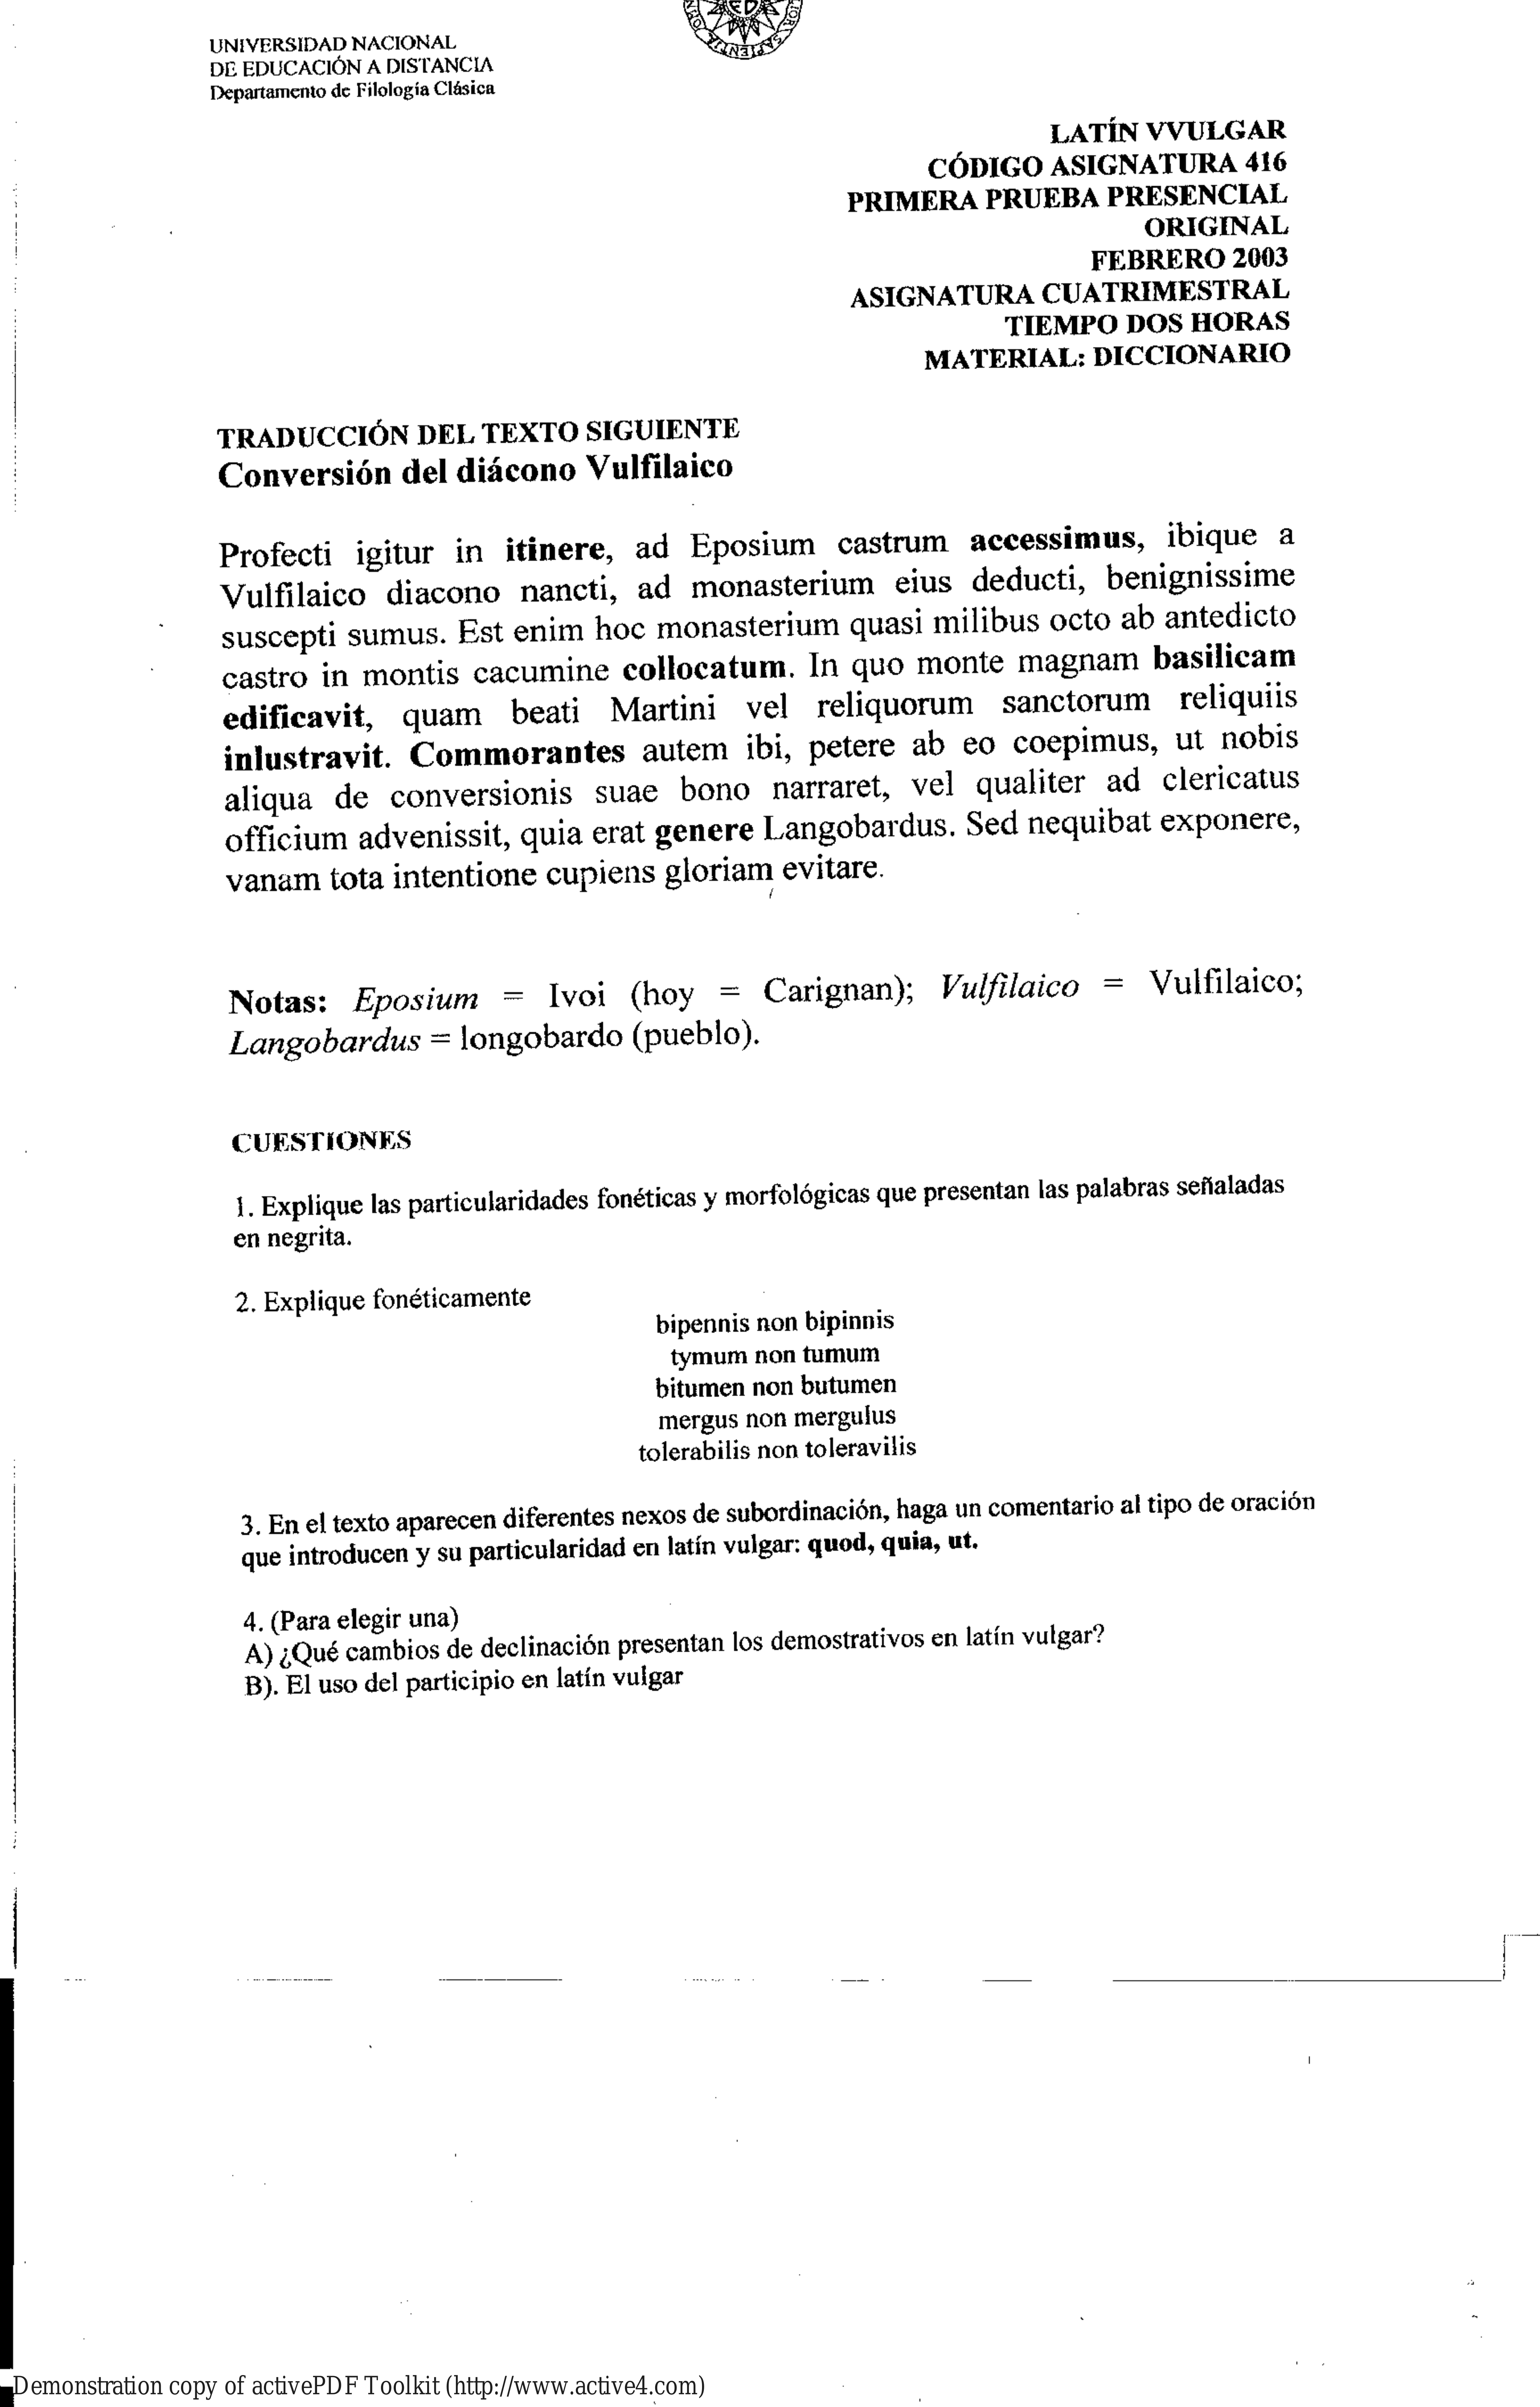 UNIVERSIDAD NACIONAL
DE EDUCACIÓN A DISTANCIA
Departamento de Filología Clásica
LATÍN VVULGAR
CÓDIGO ASIGNATURA 416
PRIMERA PRUEBA PRESENCIAL
ORIGINAL
FEBRERO 2003
ASIGNATURA CUATRIMESTRAL
TIEMPO DOS HORAS
MATERIAL: DICCIONARIO
TRADUCCIÓN DEL TEXTO SIGUIENTE
Conversión del diácono Vulfilaico
Profecti igitur in itinere, ad Eposium castrum accessimus, ibique a
Vulfilaico diacono nancti, ad monasterium eius deducti, benignissime
suscepti sumus. Est enim hoc monasterium quasi milibus octo ab antedicto
castro in montis cacumine collocatum. In quo monte magnam basilicam
edificavit, quam beati Martini vel reliquorum sanctorum reliquiis
inlustravit. Commorantes autem ibi, petere ab eo coepimus, ut nobis
aliqua de conversionis suae bono narraret, vel qualiter ad clericatus
officium advenissit, quia erat genere Langobardus. Sed nequibat exponere,
vanam tota intentione cupiens gloriam evitare.
Notas: Eposium = Ivoi (hoy = Carignan); Vulfilaico = Vulfilaico;
Langobardus = longobardo (pueblo).
CUESTIONES
1. Explique las particularidades fonéticas y morfológicas que presentan las palabras señaladas
en negrita.
2. Explique fonéticamente
bipennis non bipinnis
tymum non tumum
bitumen non butumen
mergus non mergulus
tolerabilis non toleravilis
3. En el texto aparecen diferentes nexos de subordinación, haga un comentario al tipo de oración
que introducen y su particularidad en latín vulgar: quod, quia, ut.
4. (Para elegir una)
A) ¿Qué cambios de declinación presentan los demostrativos en latín vulgar?
B). El uso del participio en latín vulgar
Demonstration copy of activePDF Toolkit (http://www.active4.com)